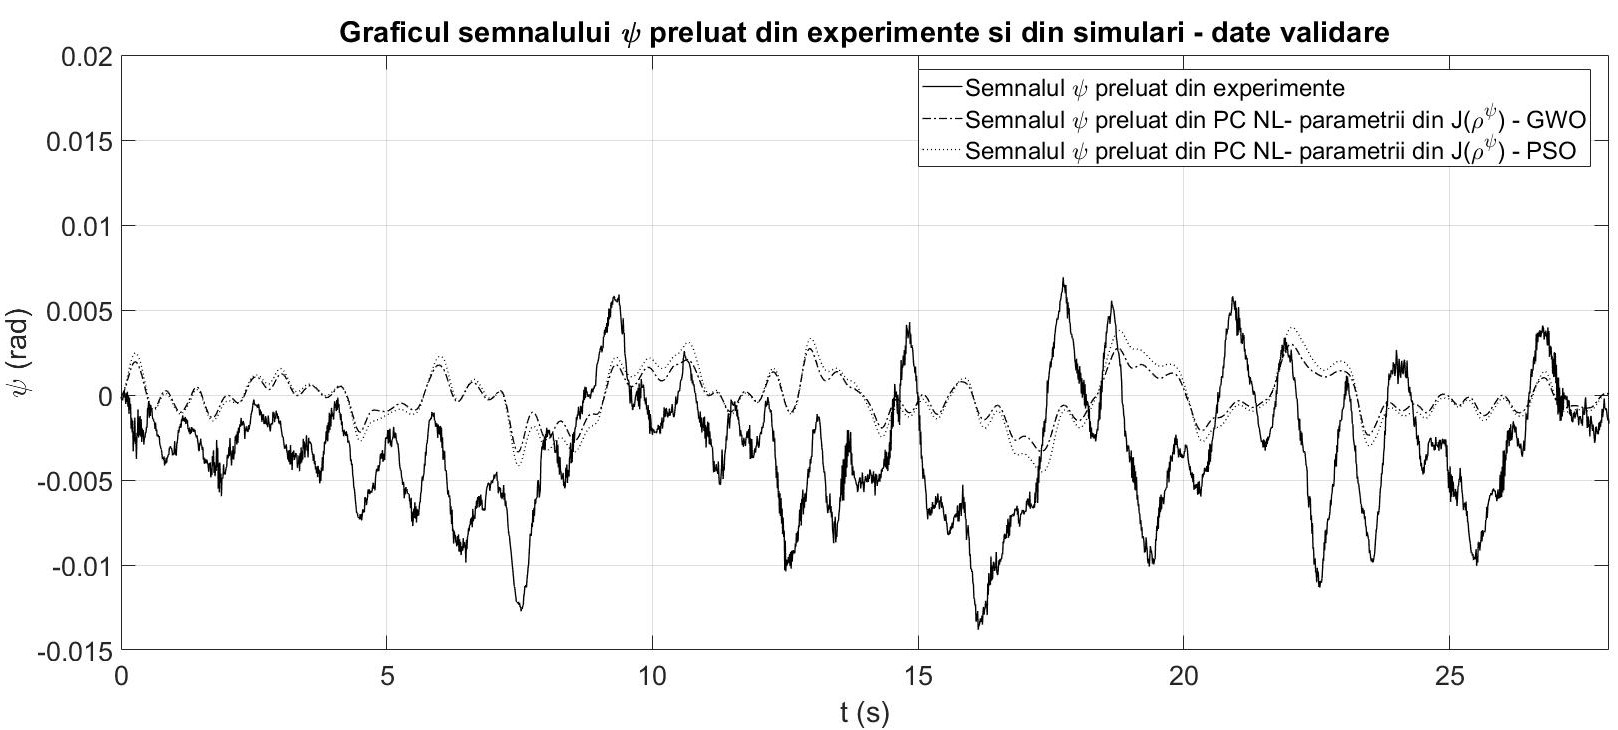 Graficul semnalului ψ preluat din experimente si din simulari - date validare
Semnalul ψ preluat din experimente
Semnalul ψ preluat din PC NL- parametrii din J(ρ^ψ) - GWO
Semnalul ψ preluat din PC NL- parametrii din J(ρ^ψ) - PSO
ψ (rad)
0.02
0.015
0.01
0.005
0
-0.005
-0.01
-0.015
0 5 10 15 20 25
t (s)